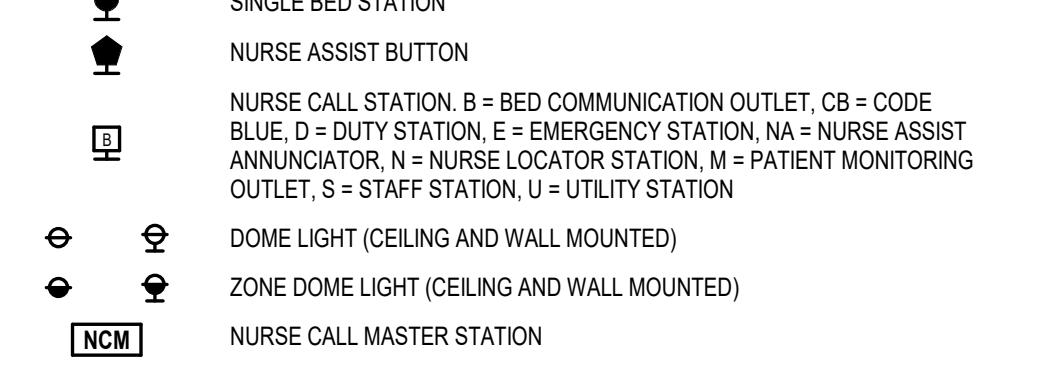 SINGLE BED STATION
NURSE ASSIST BUTTON
NURSE CALL STATION. B = BED COMMUNICATION OUTLET, CB = CODE
B
BLUE, D = DUTY STATION, E = EMERGENCY STATION, NA = NURSE ASSIST
ANNUNCIATOR, N = NURSE LOCATOR STATION, M = PATIENT MONITORING
OUTLET, S = STAFF STATION, U = UTILITY STATION
DOME LIGHT (CEILING AND WALL MOUNTED)
ZONE DOME LIGHT (CEILING AND WALL MOUNTED)
NCM NURSE CALL MASTER STATION